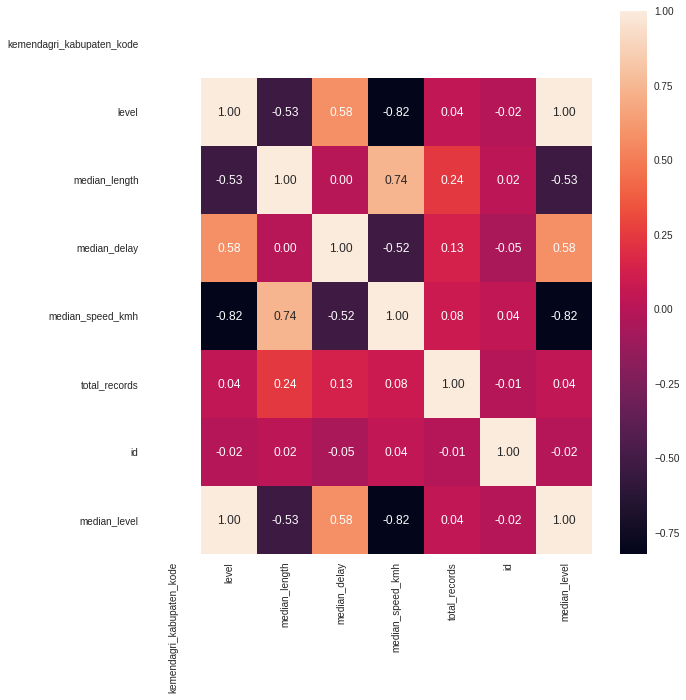 kemendagri_kabupaten_kode
level 1.00 -0.53 0.58 -0.82 0.04 -0.02 1.00
median_length -0.53 1.00 0.00 0.74 0.24 0.02 -0.53
median_delay 0.58 0.00 1.00 -0.52 0.13 -0.05 0.58
median_speed_kmh -0.82 0.74 -0.52 1.00 0.08 0.04 -0.82
total_records 0.04 0.24 0.13 0.08 1.00 -0.01 0.04
id -0.02 0.02 -0.05 0.04 -0.01 1.00 -0.02
median_level 1.00 -0.53 0.58 -0.82 0.04 -0.02 1.00
kemendagri_kabupaten_kode
level
median_length
median_delay
median_speed_kmh
total_records
id
median_level
1.00
0.75
0.50
0.25
0.00
−0.25
−0.50
−0.75